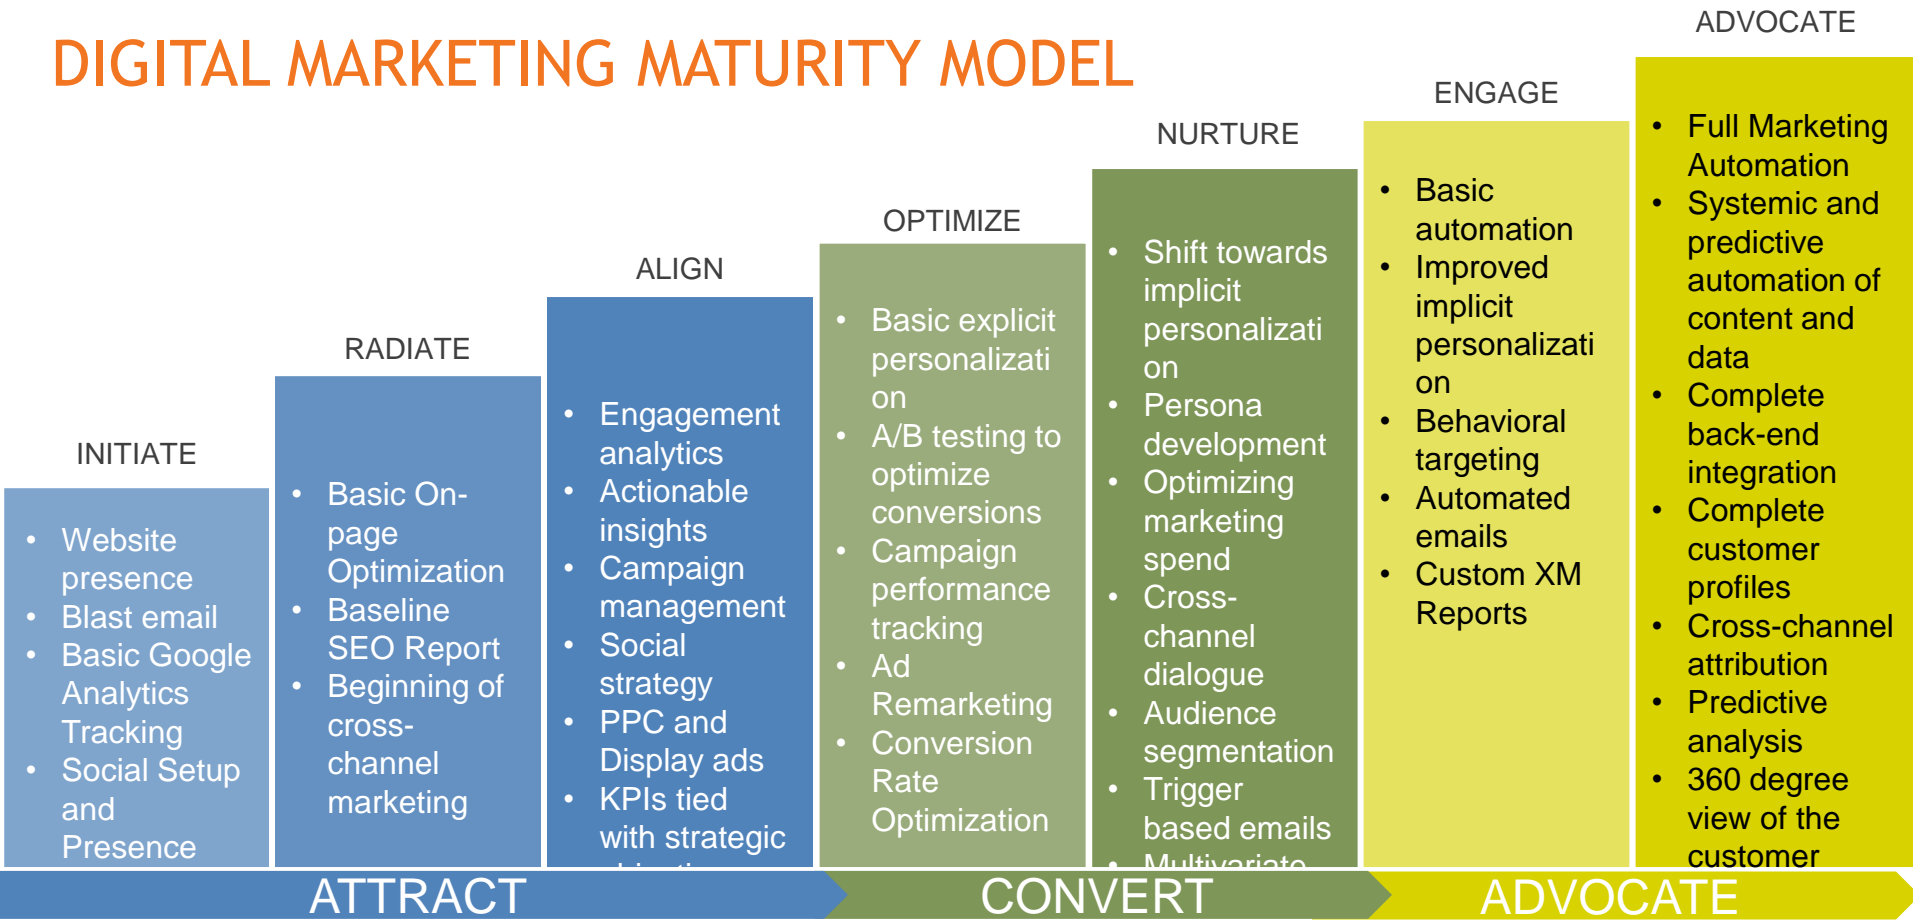 DIGITAL MARKETING MATURITY MODEL
INITIATE
• Website
presence
• Blast email
• Basic Google
Analytics
Tracking
• Social Setup
and
Presence
RADIATE
• Basic On-
page
Optimization
• Baseline
SEO Report
• Beginning of
cross-
channel
marketing
ALIGN
• Engagement
analytics
• Actionable
insights
• Campaign
management
• Social
strategy
• PPC and
Display ads
• KPIs tied
with strategic
OPTIMIZE
• Basic explicit
personalizati
on
• A/B testing to
optimize
conversions
• Campaign
performance
tracking
• Ad
Remarketing
• Conversion
Rate
Optimization
NURTURE
• Shift towards
implicit
personalizati
on
• Persona
development
• Optimizing
marketing
spend
• Cross-
channel
dialogue
• Audience
segmentation
• Trigger
based emails
• Multivariate
ENGAGE
• Basic
automation
• Improved
implicit
personalizati
on
• Behavioral
targeting
• Automated
emails
• Custom XM
Reports
ADVOCATE
• Full Marketing
Automation
• Systemic and
predictive
automation of
content and
data
• Complete
back-end
integration
• Complete
customer
profiles
• Cross-channel
attribution
• Predictive
analysis
• 360 degree
view of the
customer
ATTRACT
CONVERT
ADVOCATE